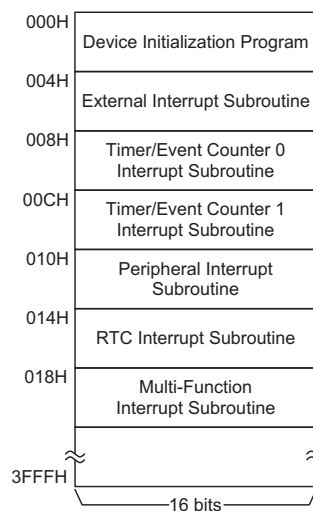 000H
Device Initialization Program
004H
External Interrupt Subroutine
008H
Timer/Event Counter 0
Interrupt Subroutine
00CH
Timer/Event Counter 1
Interrupt Subroutine
010H
Peripheral Interrupt
Subroutine
014H
RTC Interrupt Subroutine
018H
Multi-Function
Interrupt Subroutine
3FFFH
16 bits